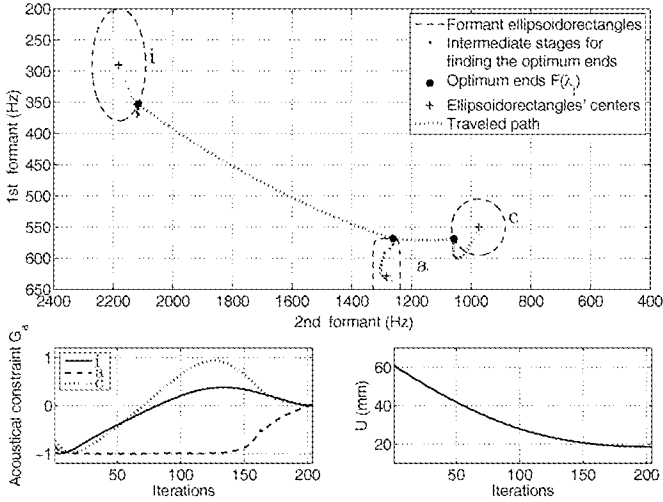 200
250
300
350
400
450
500
550
600
650
1st formant (Hz)
2400 2200 2000 1800 1600 1400 1200 1000 800 600 400
2nd formant (Hz)
Formant ellipsoidorectangles
Intermediate stages for
finding the optimum ends
Optimum ends F(λi)
Ellipsoidorectangles' centers
Traveled path
i
a
c
Acoustical constraint Ga
1
0
−1
50 100 150 200
Iterations
i
a
U (mm)
60
40
20
50 100 150 200
Iterations